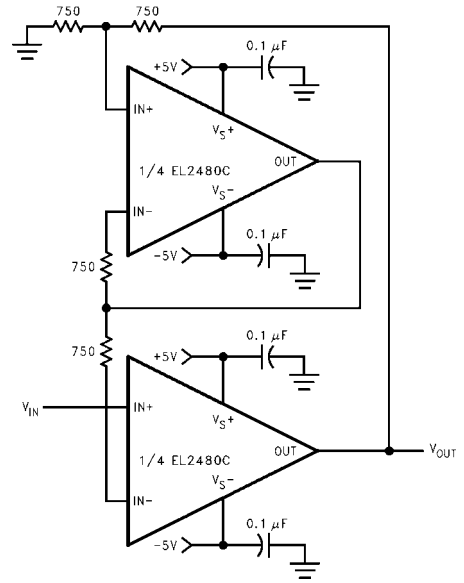 750 750
0.1 μF
+5V
IN+
VS+
OUT
1/4 EL2480C
VS−
IN−
0.1 μF
750
−5V
750
0.1 μF
+5V
VIN
IN+
VS+
OUT
VOUT
1/4 EL2480C
VS−
IN−
0.1 μF
−5V